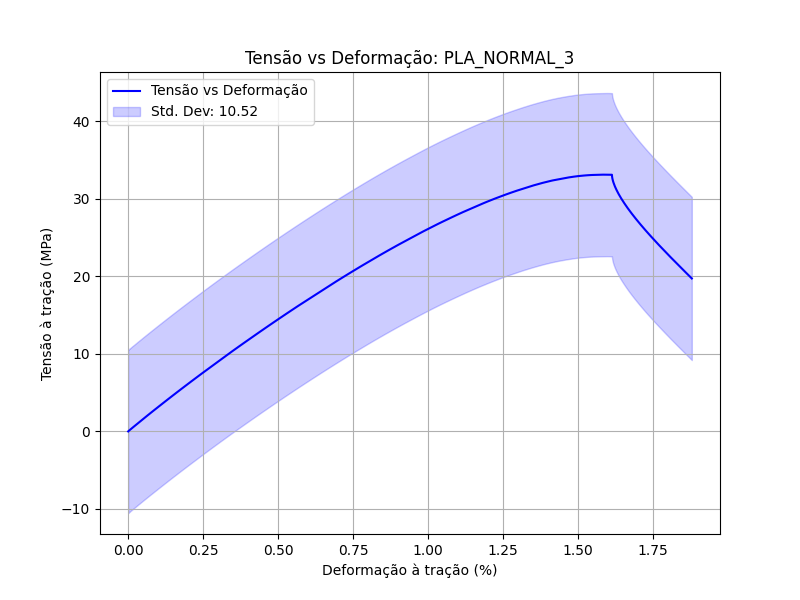 Tensão vs Deformação: PLA_NORMAL_3
Tensão vs Deformação
Std. Dev: 10.52
40
30
20
10
0
−10
Tensão à tração (MPa)
0.00 0.25 0.50 0.75 1.00 1.25 1.50 1.75
Deformação à tração (%)